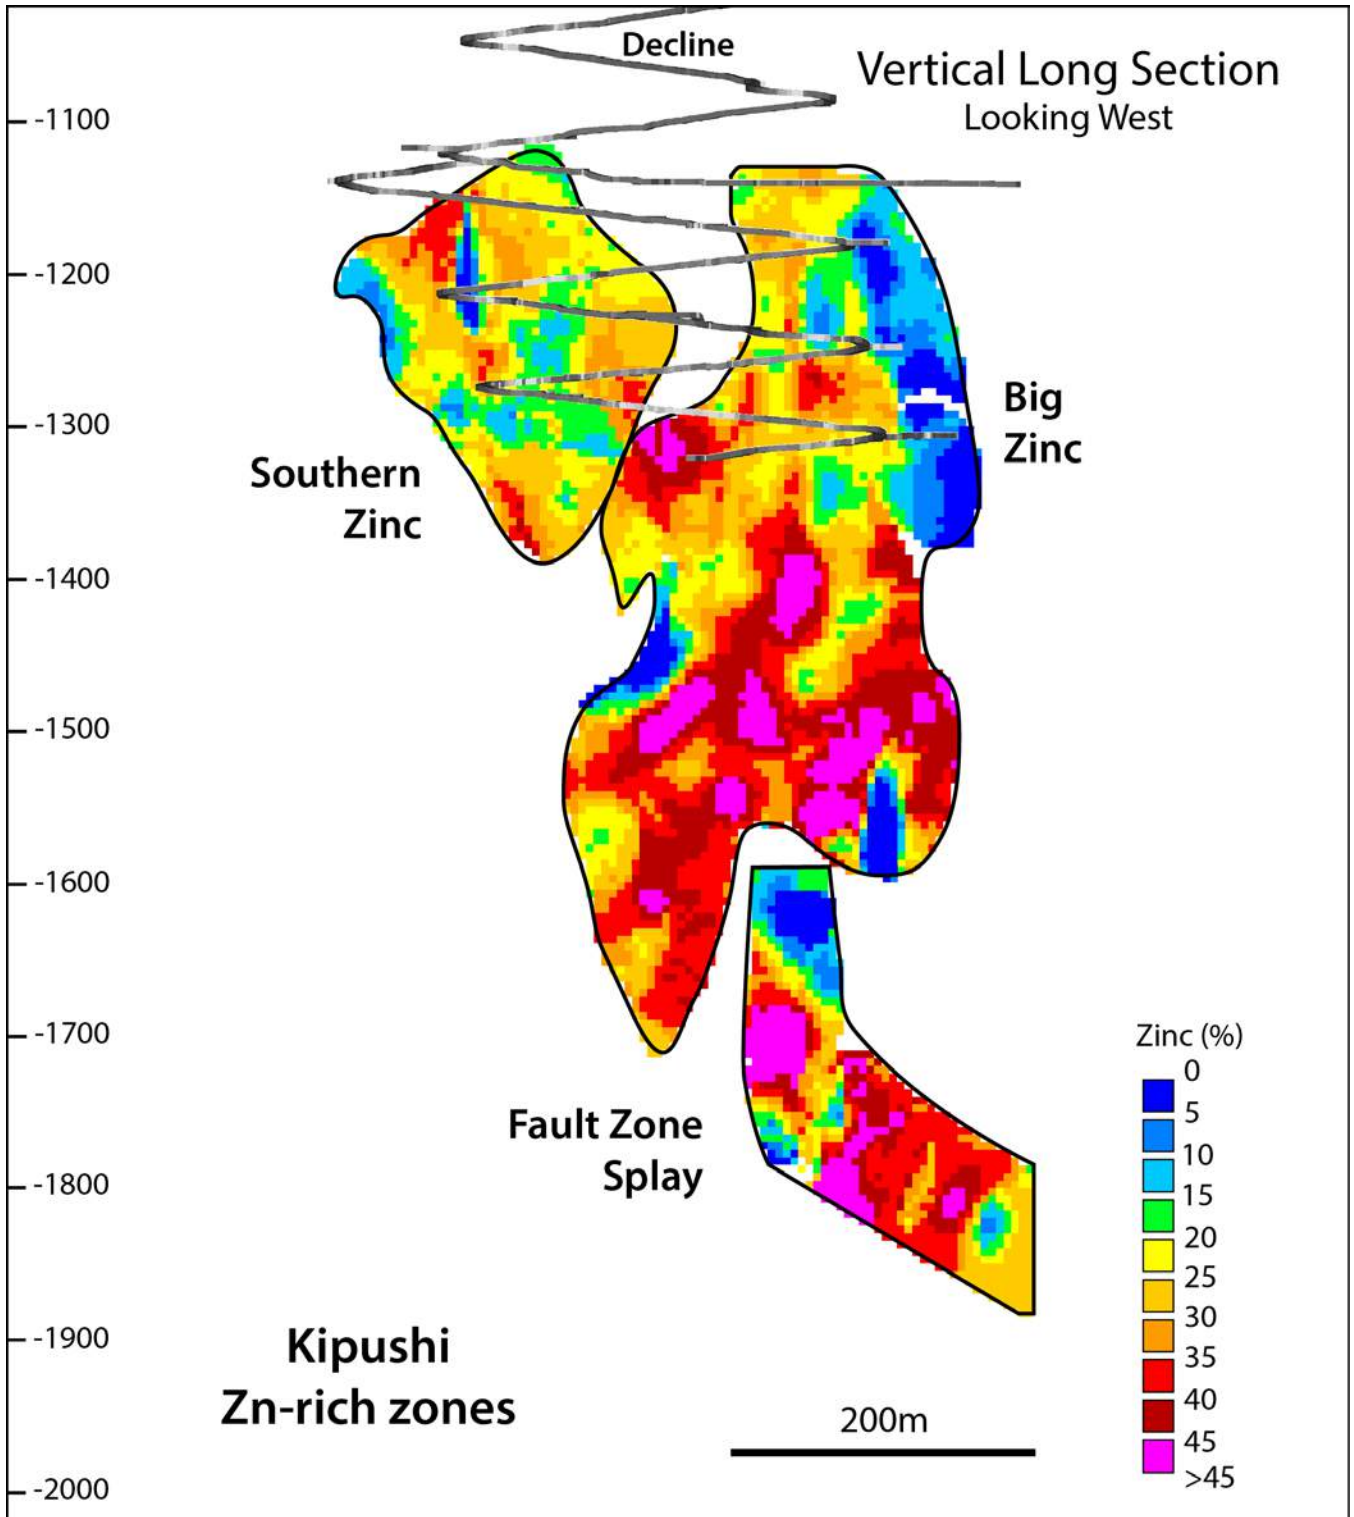 Decline
Vertical Long Section
Looking West
-1100
-1200
-1300
-1400
-1500
-1600
-1700
-1800
-1900
-2000
Big
Zinc
Southern
Zinc
Fault Zone
Splay
Zinc (%)
0
5
10
15
20
25
30
35
40
45
>45
Kipushi
Zn-rich zones
200m